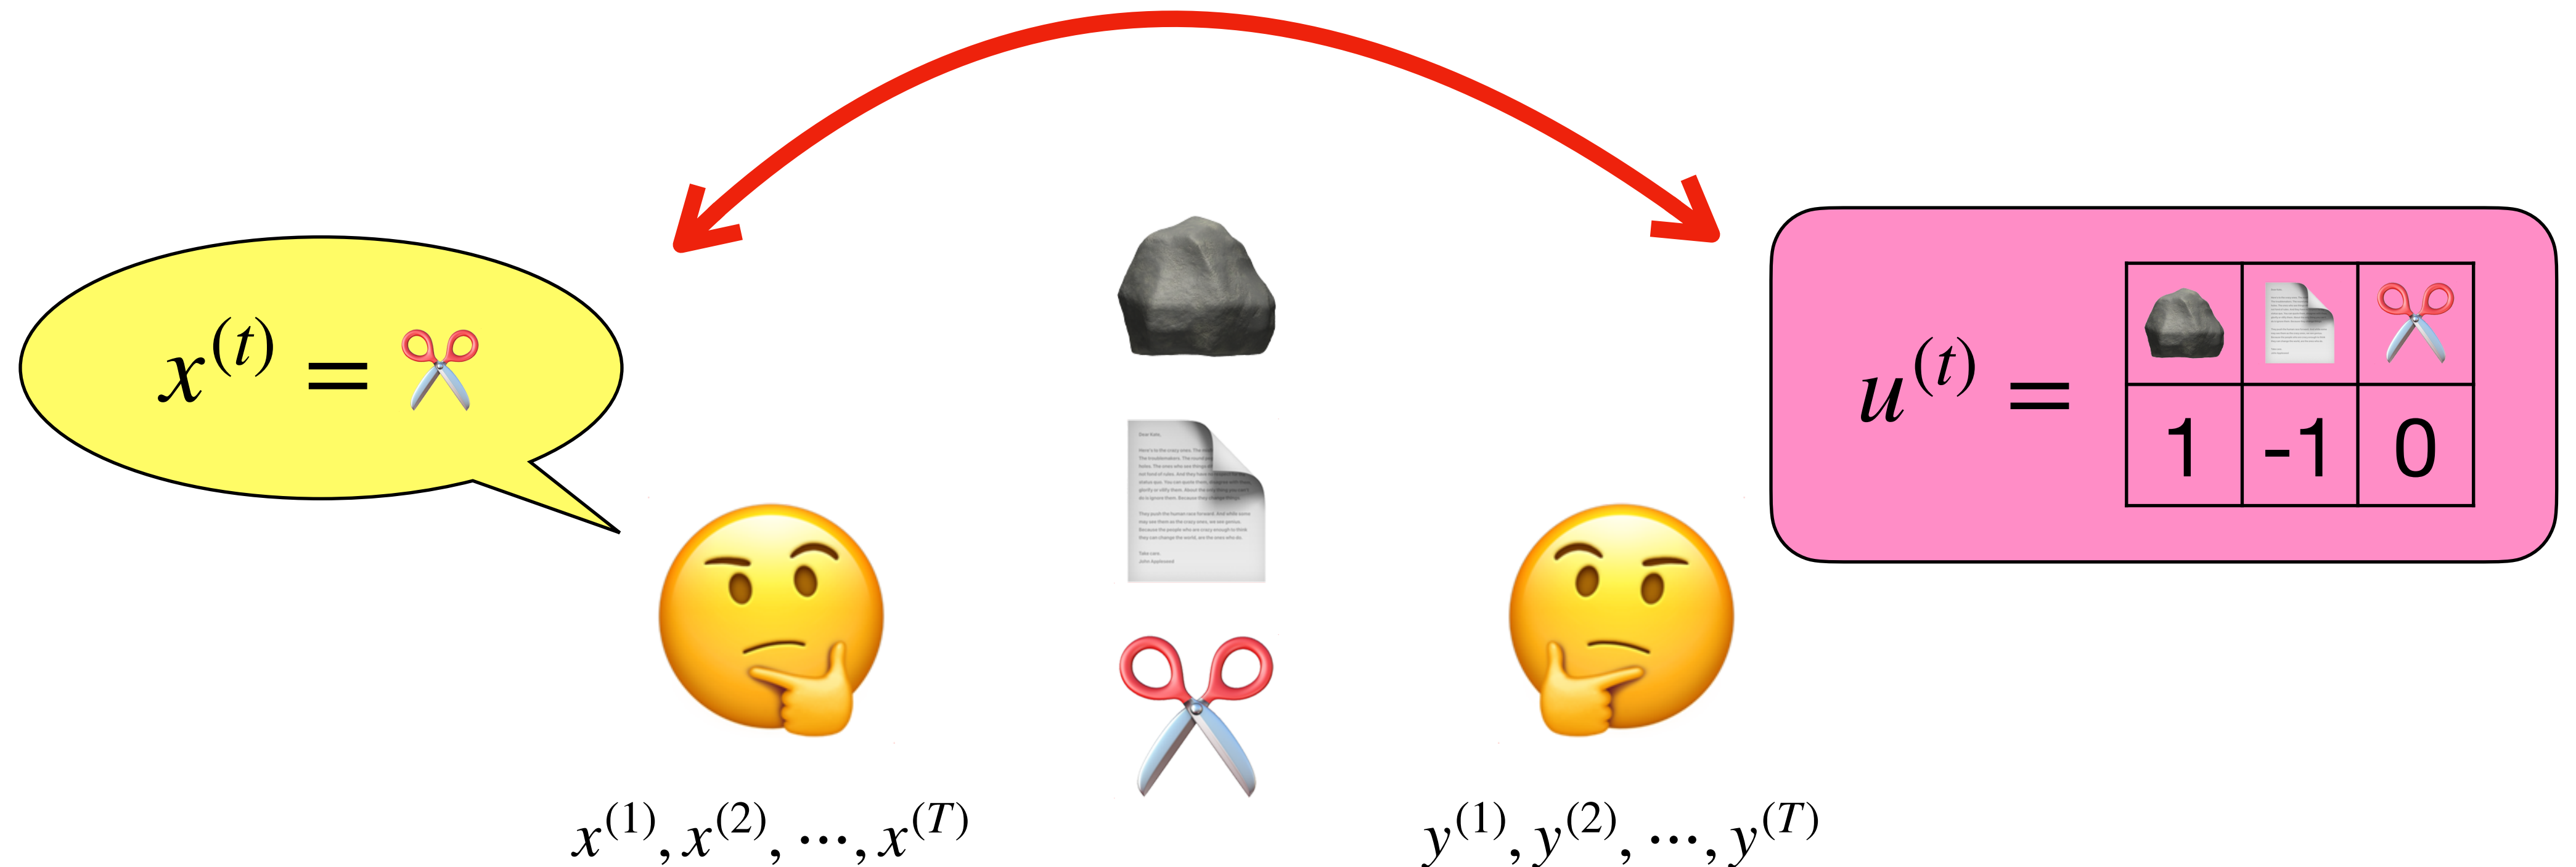 x^(t) =
u^(t) =
1 -1 0
x^(1), x^(2), ⋯, x^(T)
y^(1), y^(2), ⋯, y^(T)